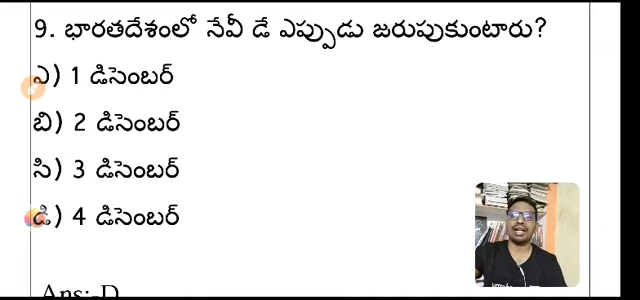 9. భారతదేశంలో నేవీ డే ఎప్పుడు జరుపుకుంటారు?
ఎ) 1 డిసెంబర్
బి) 2 డిసెంబర్
సి) 3 డిసెంబర్
డి) 4 డిసెంబర్
Ans:-D